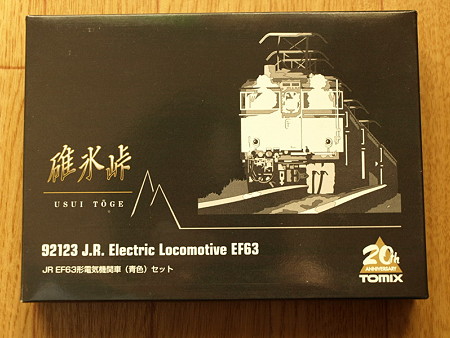 碓氷峠
USUI TŌGE
92123 J.R. Electric Locomotive EF63
JR EF63形電気機関車（青色）セット
20th
ANNIVERSARY
TOMIX